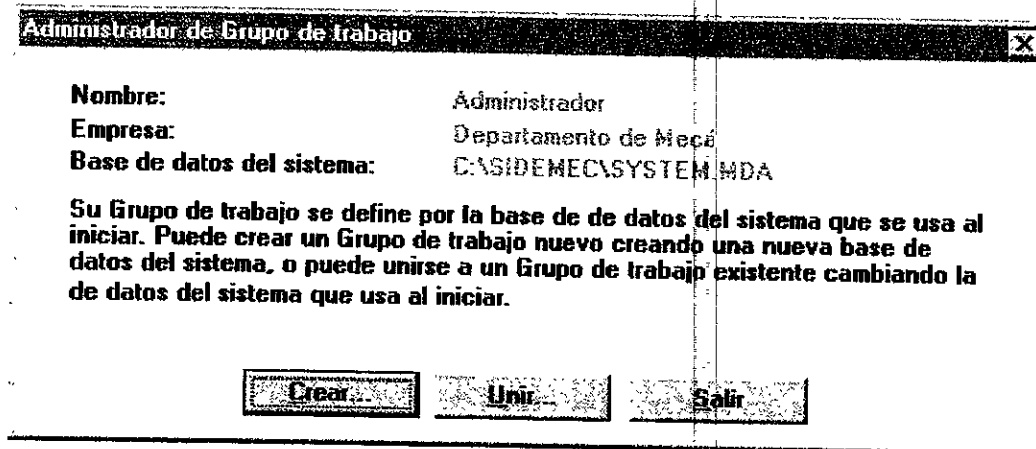 Administrador de Grupo de trabajo
Nombre: Administrador
Empresa: Departamento de Mecá
Base de datos del sistema: C:\SIDEMEC\SYSTEM.MDA
Su Grupo de trabajo se define por la base de de datos del sistema que se usa al
iniciar. Puede crear un Grupo de trabajo nuevo creando una nueva base de
datos del sistema, o puede unirse a un Grupo de trabajo existente cambiando la
de datos del sistema que usa al iniciar.
Crear... Unir... Salir